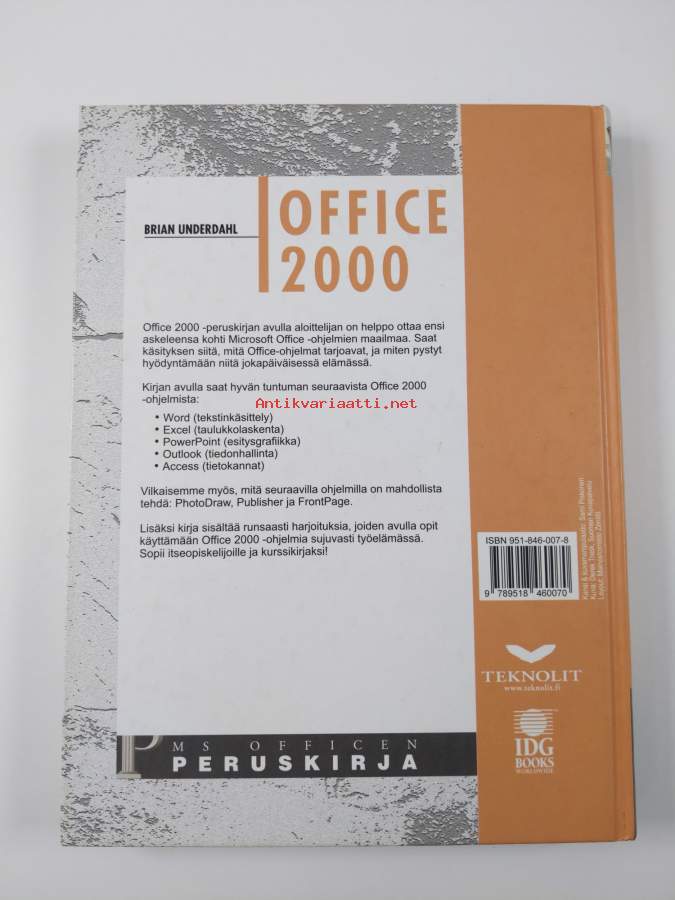 BRIAN UNDERDAHL
OFFICE
2000
Office 2000 -peruskirjan avulla aloittelijan on helppo ottaa ensi
askeleensa kohti Microsoft Office -ohjelmien maailmaa. Saat
käsityksen siitä, mitä Office-ohjelmat tarjoavat, ja miten pystyt
hyödyntämään niitä jokapäiväisessä elämässä.
Kirjan avulla saat hyvän tuntuman seuraavista Office 2000
-ohjelmista:
Antikvariaatti.net
• Word (tekstinkäsittely)
• Excel (taulukkolaskenta)
• PowerPoint (esitysgrafiikka)
• Outlook (tiedonhallinta)
• Access (tietokannat)
Vilkaisemme myös, mitä seuraavilla ohjelmilla on mahdollista
tehdä: PhotoDraw, Publisher ja FrontPage.
Lisäksi kirja sisältää runsaasti harjoituksia, joiden avulla opit
käyttämään Office 2000 -ohjelmia sujuvasti työelämässä.
Sopii itseopiskelijoille ja kurssikirjaksi!
ISBN 951-846-007-8
9 789518 460070
TEKNOLIT
www.teknolit.fi
IDG
BOOKS
WORLDWIDE
MS OFFICEN
PERUSKIRJA